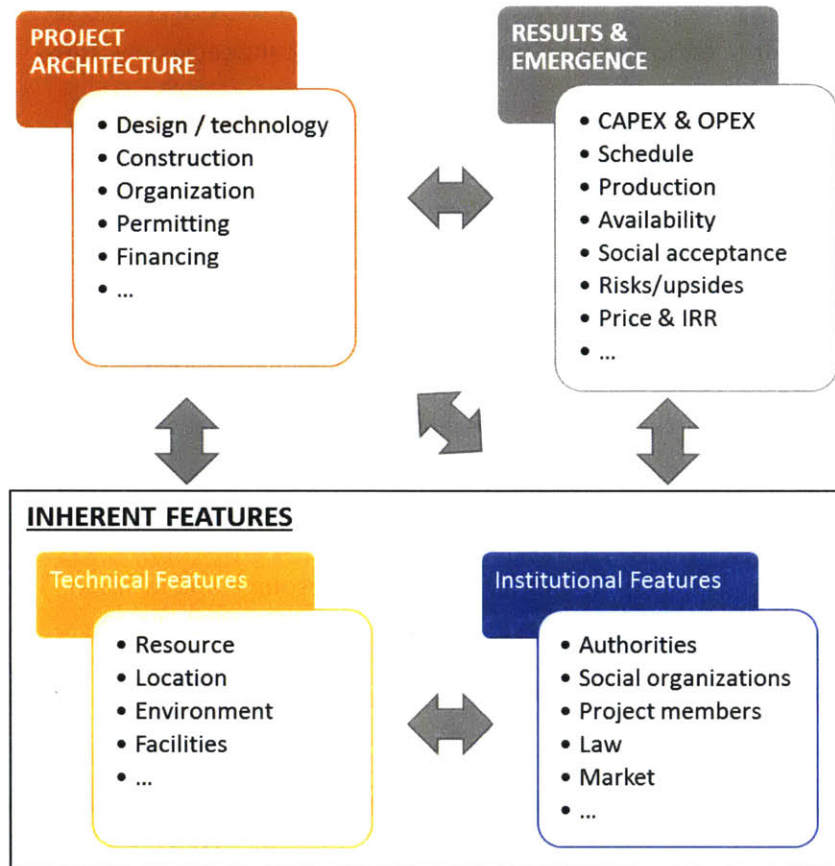 PROJECT
ARCHITECTURE
• Design / technology
• Construction
• Organization
• Permitting
• Financing
• ...
RESULTS &
EMERGENCE
• CAPEX & OPEX
• Schedule
• Production
• Availability
• Social acceptance
• Risks/upsides
• Price & IRR
• ...
INHERENT FEATURES
Technical Features
• Resource
• Location
• Environment
• Facilities
• ...
Institutional Features
• Authorities
• Social organizations
• Project members
• Law
• Market
• ...